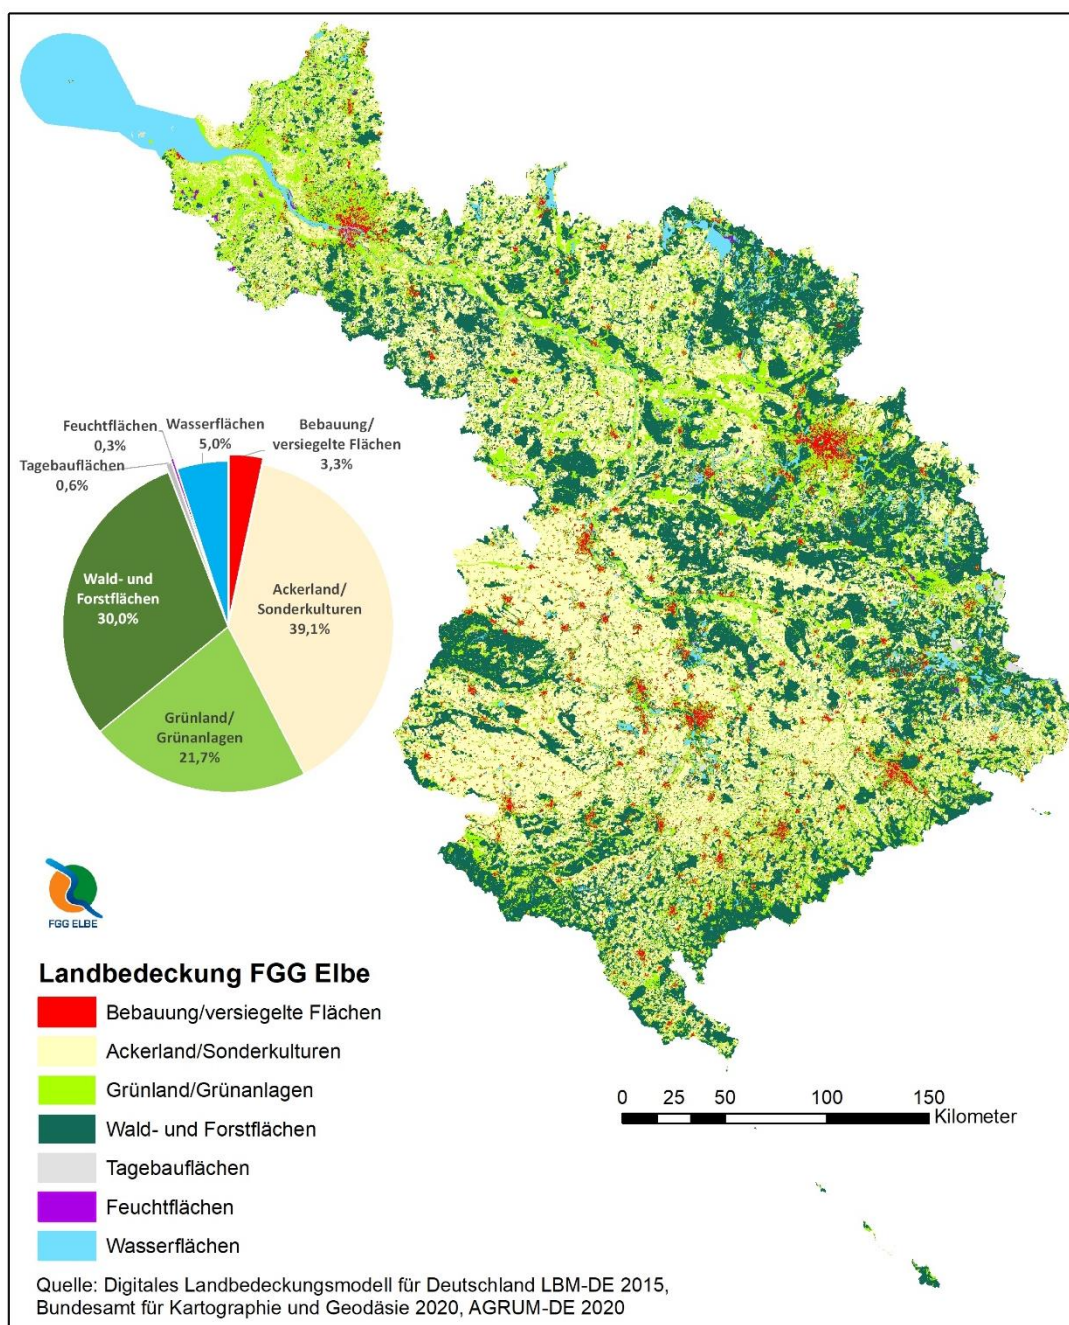 Feuchtflächen
0,3%
Wasserflächen
5,0%
Bebauung/
versiegelte Flächen
3,3%
Tagebauflächen
0,6%
Wald- und
Forstflächen
30,0%
Ackerland/
Sonderkulturen
39,1%
Grünland/
Grünanlagen
21,7%
FGG ELBE
Landbedeckung FGG Elbe
Bebauung/versiegelte Flächen
Ackerland/Sonderkulturen
Grünland/Grünanlagen
Wald- und Forstflächen
Tagebauflächen
Feuchtflächen
Wasserflächen
0 25 50 100 150
Kilometer
Quelle: Digitales Landbedeckungsmodell für Deutschland LBM-DE 2015,
Bundesamt für Kartographie und Geodäsie 2020, AGRUM-DE 2020